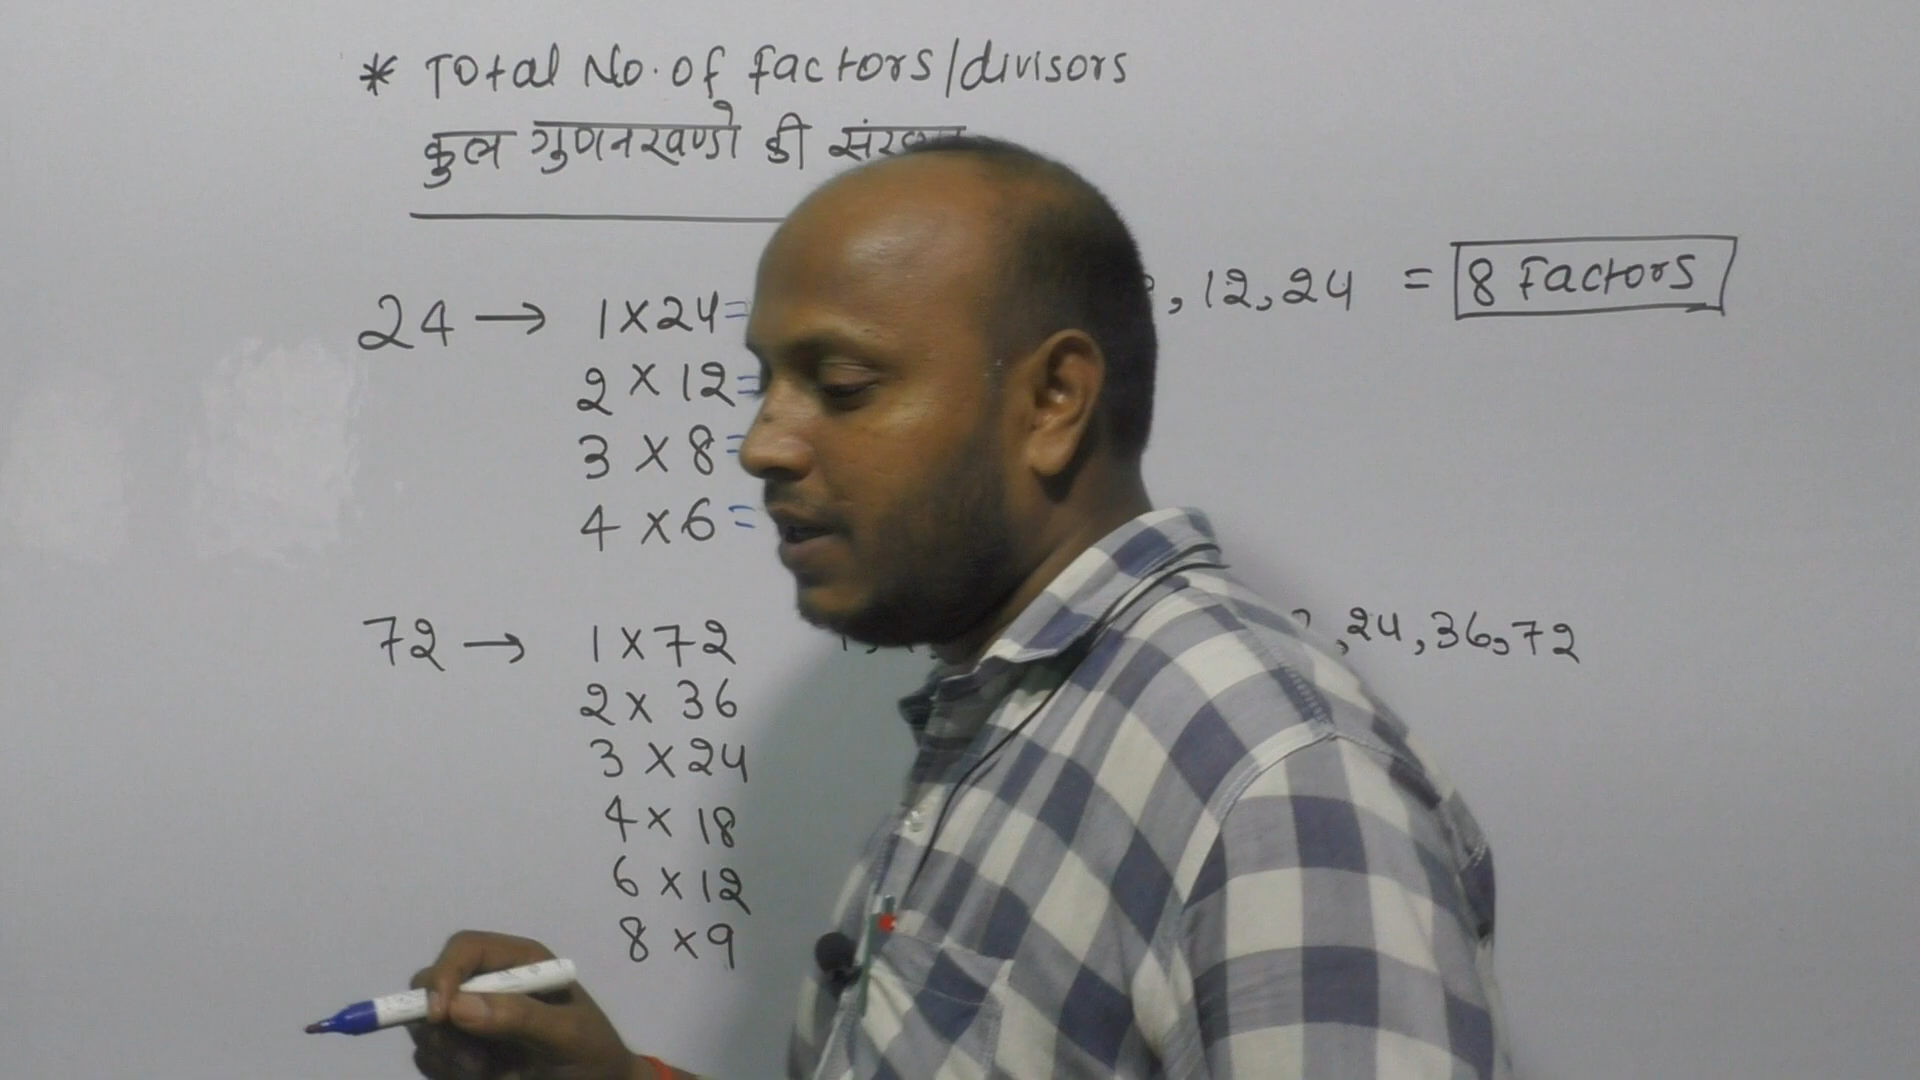 * Total No. of factors/divisors
कुल गुणनखण्डो की
24 → 1×24= , 12, 24 = 8 Factors
2 × 12=
3 × 8=
4 × 6=
72 → 1×72 , 24, 36, 72
2× 36
3 ×24
4× 18
6 ×12
8 ×9